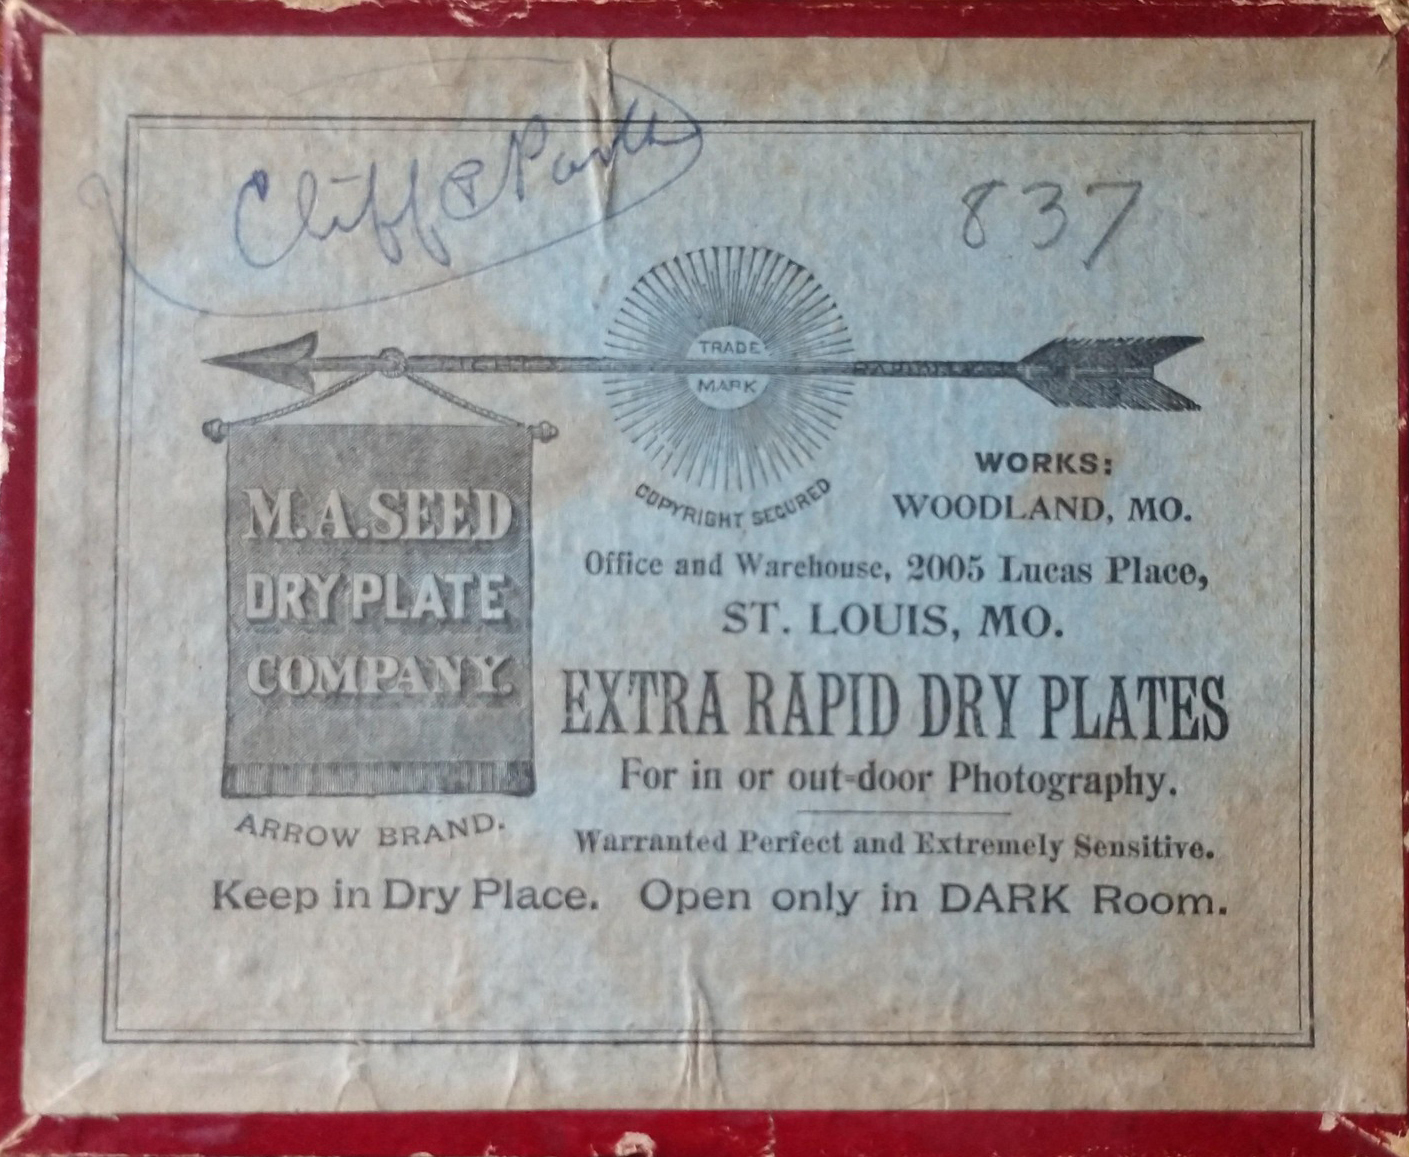 Cliff & Park
837
TRADE
MARK
COPYRIGHT SECURED
M. A. SEED
DRY PLATE
COMPANY.
ARROW BRAND.
WORKS:
WOODLAND, MO.
Office and Warehouse, 2005 Lucas Place,
ST. LOUIS, MO.
EXTRA RAPID DRY PLATES
For in or out-door Photography.
Warranted Perfect and Extremely Sensitive.
Keep in Dry Place. Open only in DARK Room.